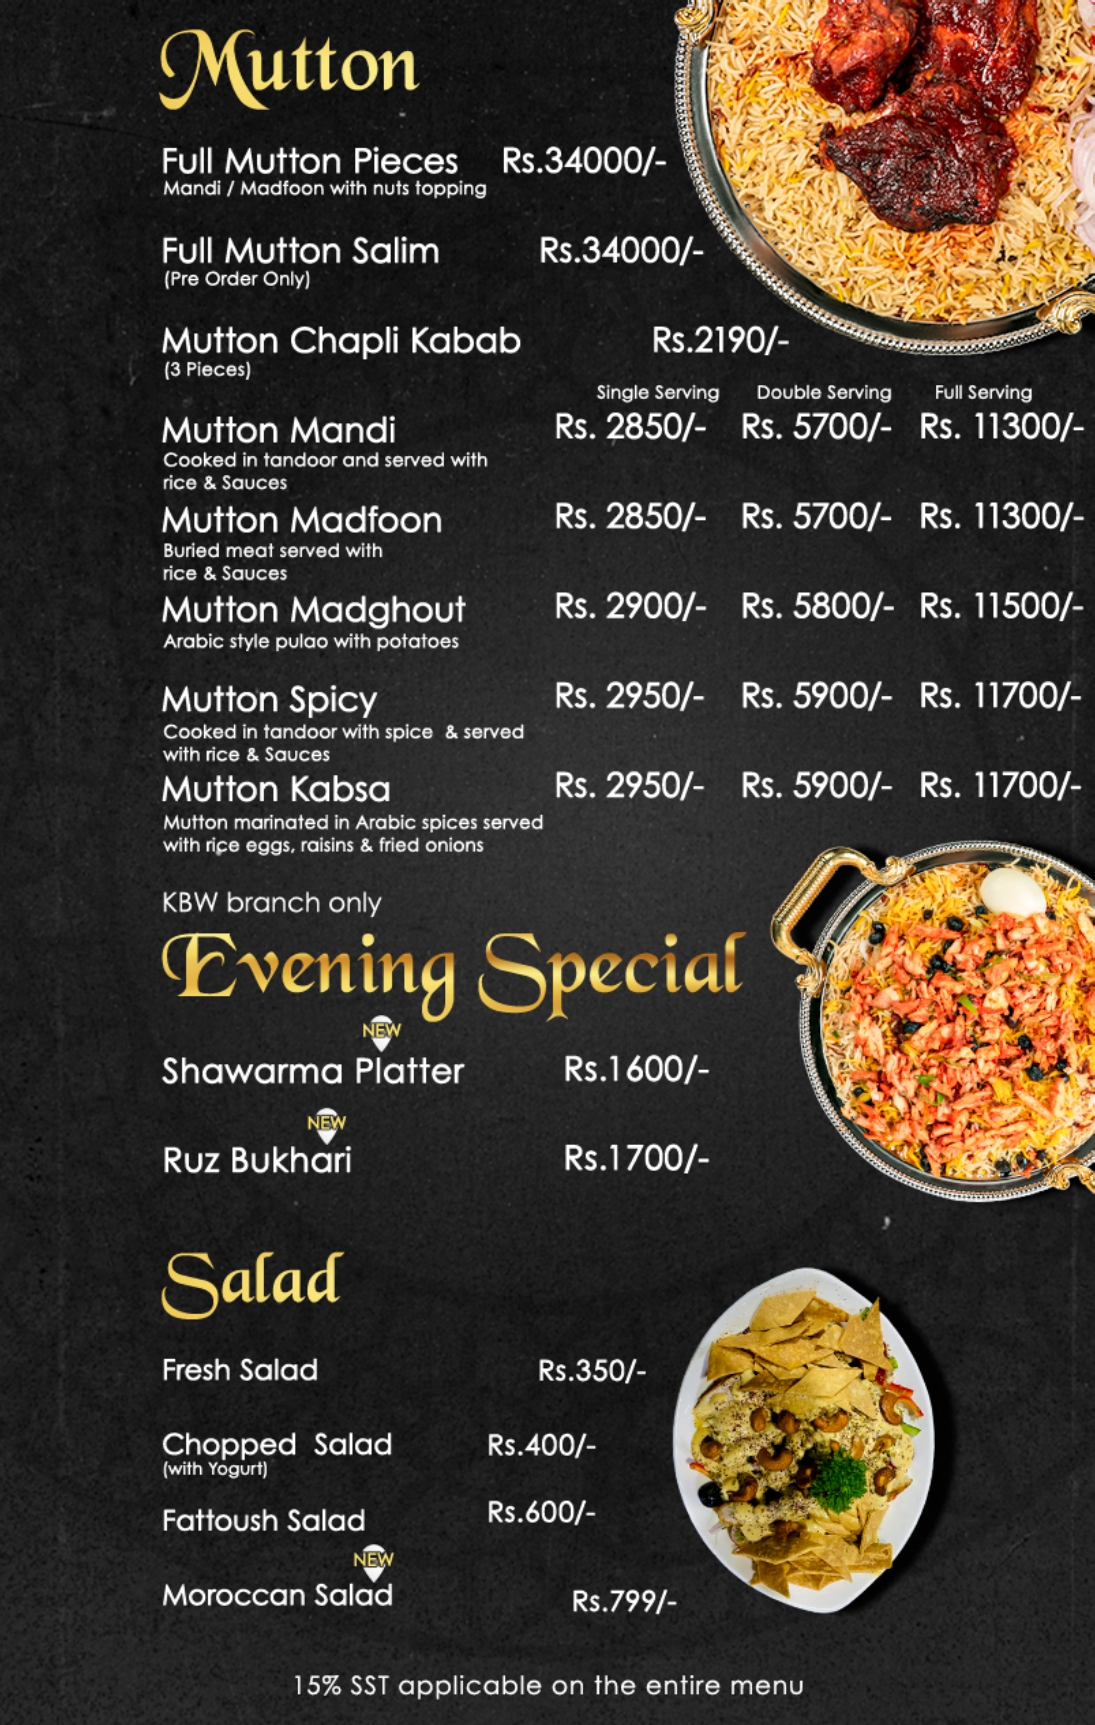 Mutton
Full Mutton Pieces Rs.34000/-
Mandi / Madfoon with nuts topping
Full Mutton Salim Rs.34000/-
(Pre Order Only)
Mutton Chapli Kabab Rs.2190/-
(3 Pieces)
Single Serving Double Serving Full Serving
Mutton Mandi Rs. 2850/- Rs. 5700/- Rs. 11300/-
Cooked in tandoor and served with
rice & Sauces
Mutton Madfoon Rs. 2850/- Rs. 5700/- Rs. 11300/-
Buried meat served with
rice & Sauces
Mutton Madghout Rs. 2900/- Rs. 5800/- Rs. 11500/-
Arabic style pulao with potatoes
Mutton Spicy Rs. 2950/- Rs. 5900/- Rs. 11700/-
Cooked in tandoor with spice & served
with rice & Sauces
Mutton Kabsa Rs. 2950/- Rs. 5900/- Rs. 11700/-
Mutton marinated in Arabic spices served
with rice eggs, raisins & fried onions
KBW branch only
Evening Special
NEW
Shawarma Platter Rs.1600/-
NEW
Ruz Bukhari Rs.1700/-
Salad
Fresh Salad Rs.350/-
Chopped Salad Rs.400/-
(with Yogurt)
Fattoush Salad Rs.600/-
NEW
Moroccan Salad Rs.799/-
15% SST applicable on the entire menu